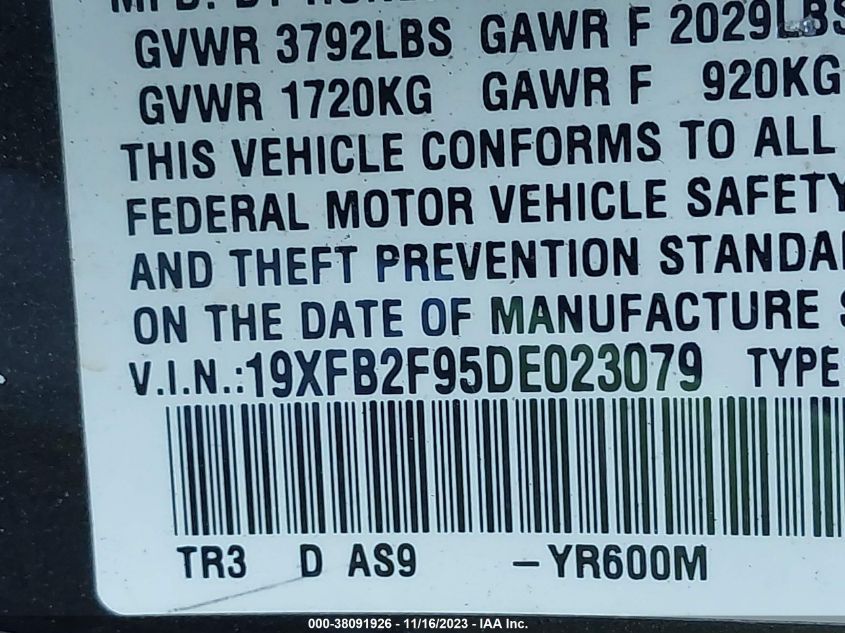 MFD. BY
GVWR 3792LBS GAWR F 2029LBS
GVWR 1720KG GAWR F 920KG
THIS VEHICLE CONFORMS TO ALL
FEDERAL MOTOR VEHICLE SAFETY
AND THEFT PREVENTION STANDA
ON THE DATE OF MANUFACTURE S
V.I.N.:19XFB2F95DE023079 TYPE
TR3 D AS9 -YR600M
000-38091926 - 11/16/2023 - IAA Inc.